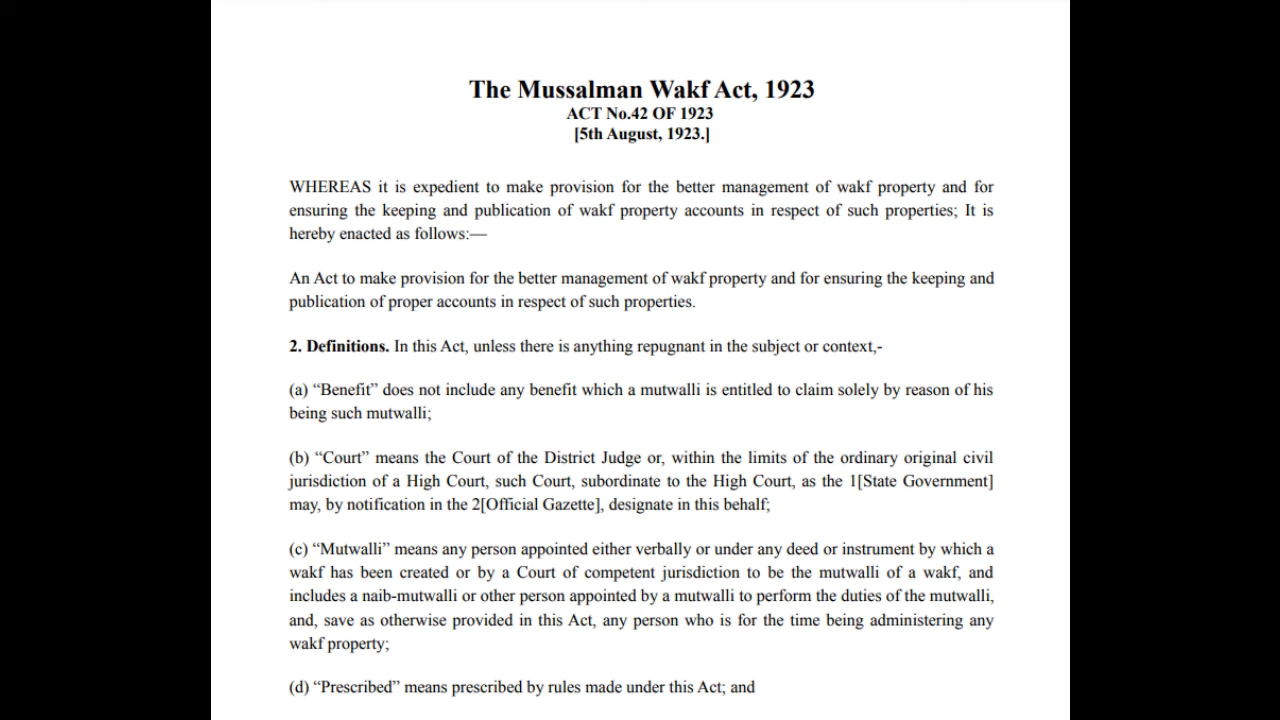 The Mussalman Wakf Act, 1923
ACT No.42 OF 1923
[5th August, 1923.]
WHEREAS it is expedient to make provision for the better management of wakf property and for
ensuring the keeping and publication of wakf property accounts in respect of such properties; It is
hereby enacted as follows:—
An Act to make provision for the better management of wakf property and for ensuring the keeping and
publication of proper accounts in respect of such properties.
2. Definitions. In this Act, unless there is anything repugnant in the subject or context,-
(a) “Benefit” does not include any benefit which a mutwalli is entitled to claim solely by reason of his
being such mutwalli;
(b) “Court” means the Court of the District Judge or, within the limits of the ordinary original civil
jurisdiction of a High Court, such Court, subordinate to the High Court, as the 1[State Government]
may, by notification in the 2[Official Gazette], designate in this behalf;
(c) “Mutwalli” means any person appointed either verbally or under any deed or instrument by which a
wakf has been created or by a Court of competent jurisdiction to be the mutwalli of a wakf, and
includes a naib-mutwalli or other person appointed by a mutwalli to perform the duties of the mutwalli,
and, save as otherwise provided in this Act, any person who is for the time being administering any
wakf property;
(d) “Prescribed” means prescribed by rules made under this Act; and